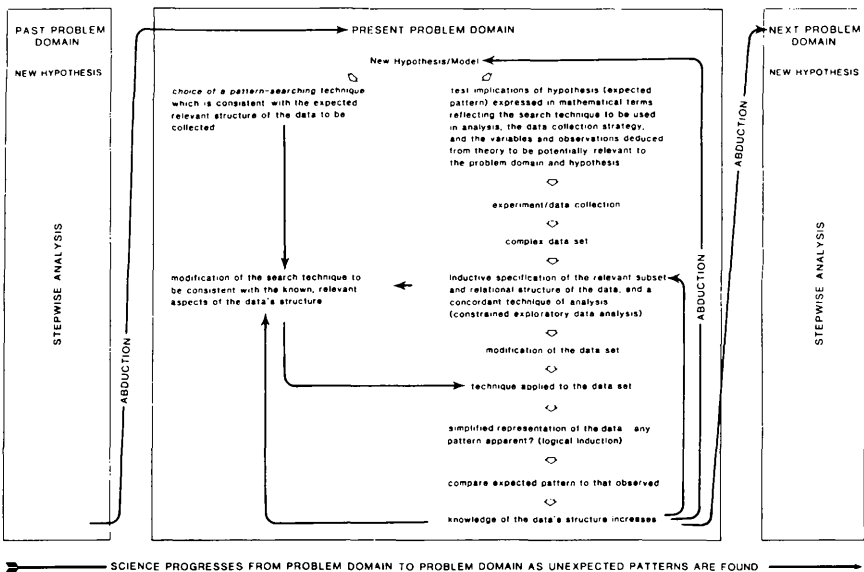 PAST PROBLEM
DOMAIN
NEW HYPOTHESIS
STEPWISE ANALYSIS
ABDUCTION
PRESENT PROBLEM DOMAIN
New Hypothesis/Model
choice of a pattern-searching technique
which is consistent with the expected
relevant structure of the data to be
collected
test implications of hypothesis (expected
pattern) expressed in mathematical terms
reflecting the search technique to be used
in analysis, the data collection strategy,
and the variables and observations deduced
from theory to be potentially relevant to
the problem domain and hypothesis
experiment/data collection
complex data set
modification of the search technique to
be consistent with the known, relevant
aspects of the data's structure
Inductive specification of the relevant subset
and relational structure of the data, and a
concordant technique of analysis
(constrained exploratory data analysis)
modification of the data set
technique applied to the data set
simplified representation of the data any
pattern apparent? (logical induction)
compare expected pattern to that observed
knowledge of the data's structure increases
ABDUCTION
ABDUCTION
NEXT PROBLEM
DOMAIN
NEW HYPOTHESIS
STEPWISE ANALYSIS
SCIENCE PROGRESSES FROM PROBLEM DOMAIN TO PROBLEM DOMAIN AS UNEXPECTED PATTERNS ARE FOUND